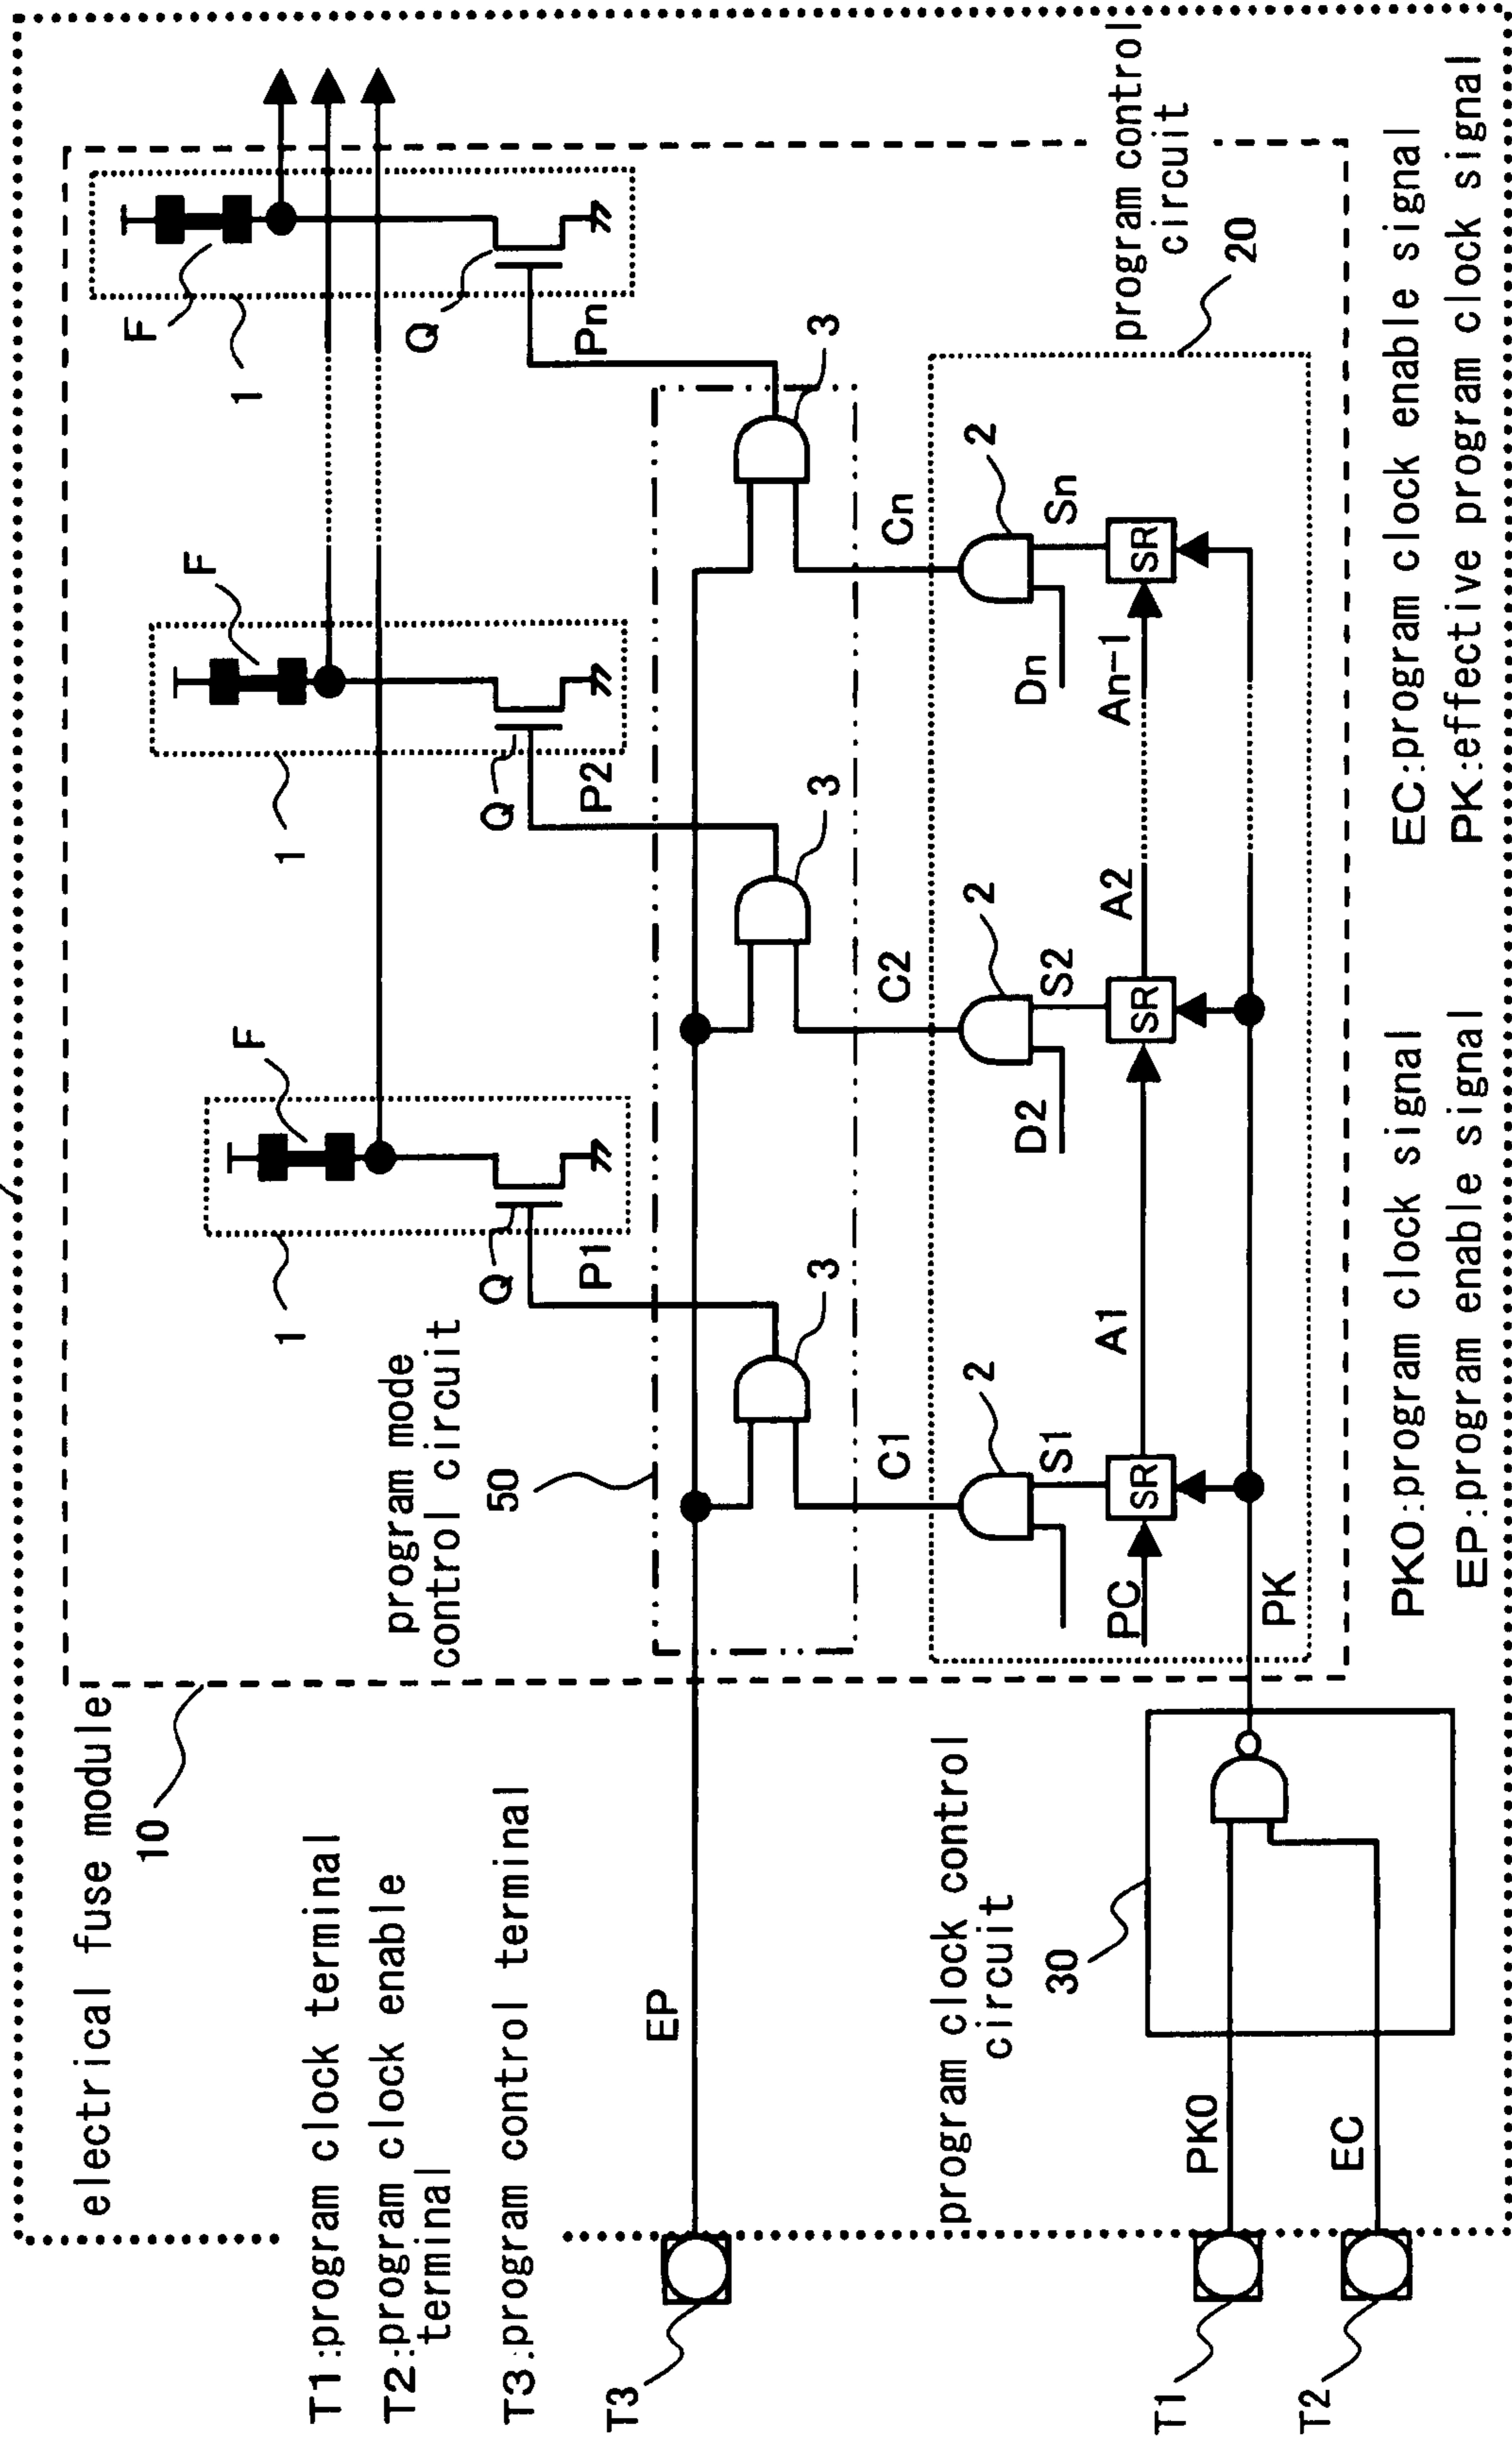 electrical fuse module
10
T1:program clock terminal
T2:program clock enable
terminal
T3:program control terminal
T3
EP
program mode
control circuit
50
1
F
Q
P1
1
F
Q
P2
1
F
Q
Pn
3
3
3
C1
C2
Cn
program clock control
circuit
30
2
S1
2
S2
D2
2
Sn
Dn
PC
SR
A1
SR
A2
An-1
SR
PK
program control
circuit
20
T1
PK0
T2
EC
PK0:program clock signal
EP:program enable signal
EC:program clock enable signal
PK:effective program clock signal